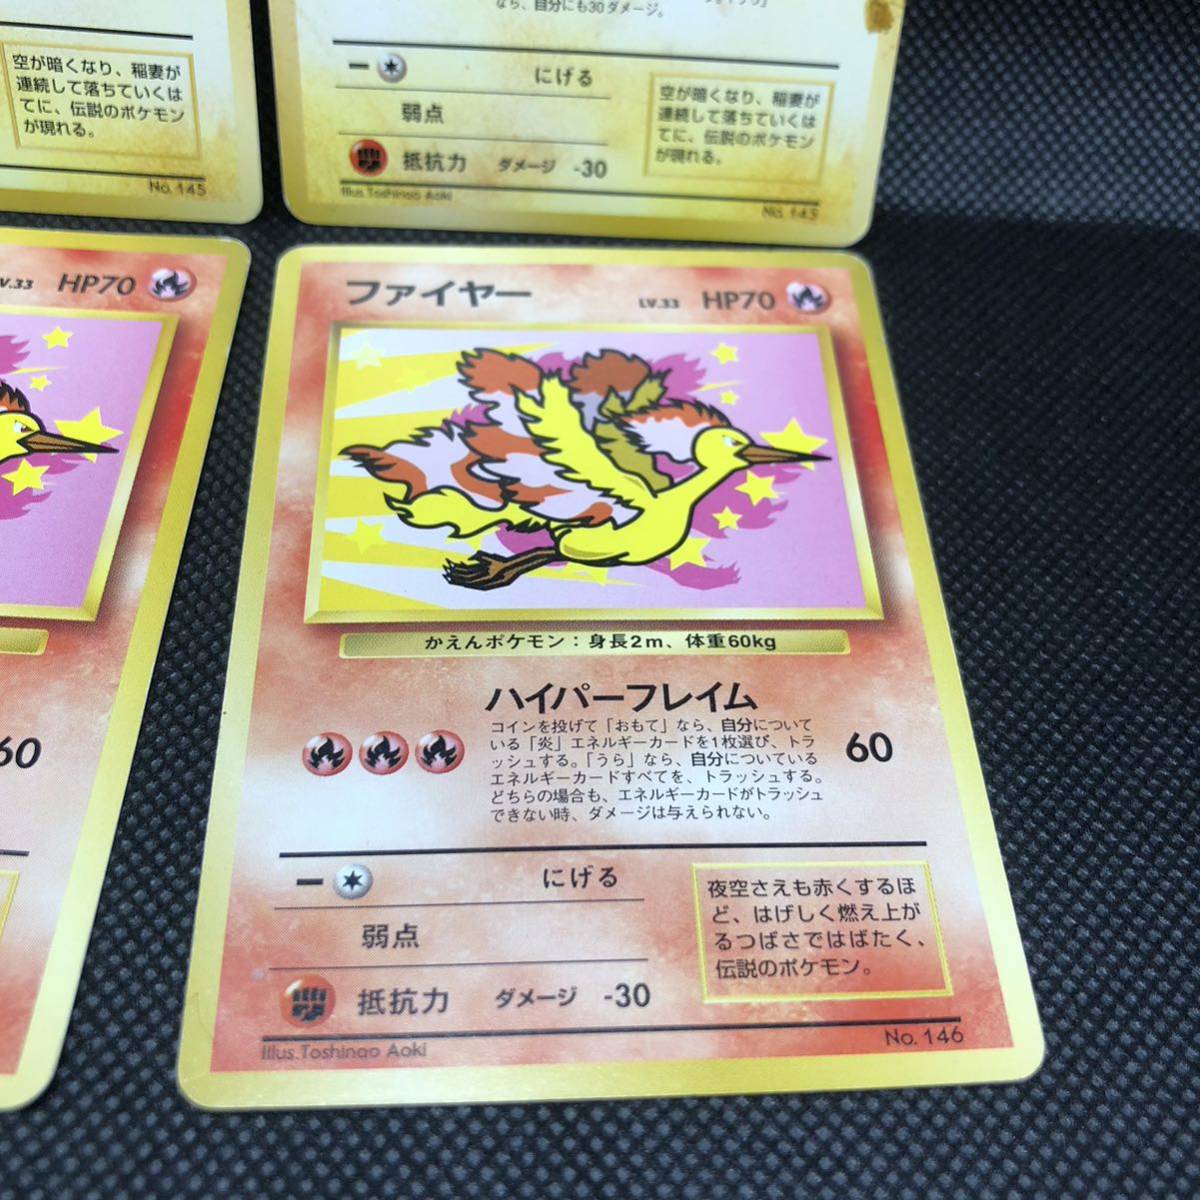 空が暗くなり、稲妻が
連続して落ちていくは
てに、伝説のポケモン
が現れる。
No. 145
なら、自分にも30ダメージ。
にげる
弱点
抵抗力 ダメージ -30
空が暗くなり、稲妻が
連続して落ちていくは
てに、伝説のポケモン
が現れる。
Illus.Toshinao Aoki
No. 145
V.33 HP70
60
ファイヤー LV.33 HP70
かえんポケモン：身長2m、体重60kg
ハイパーフレイム
コインを投げて「おもて」なら、自分につい
ている「炎」エネルギーカードを1枚選び、トラ
ッシュする。「うら」なら、自分についている
エネルギーカードすべてを、トラッシュする。
どちらの場合も、エネルギーカードがトラッシュ
できない時、ダメージは与えられない。
60
にげる
弱点
抵抗力 ダメージ -30
夜空さえも赤くするほ
ど、はげしく燃え上が
るつばさではばたく、
伝説のポケモン。
Illus.Toshinao Aoki
No. 146